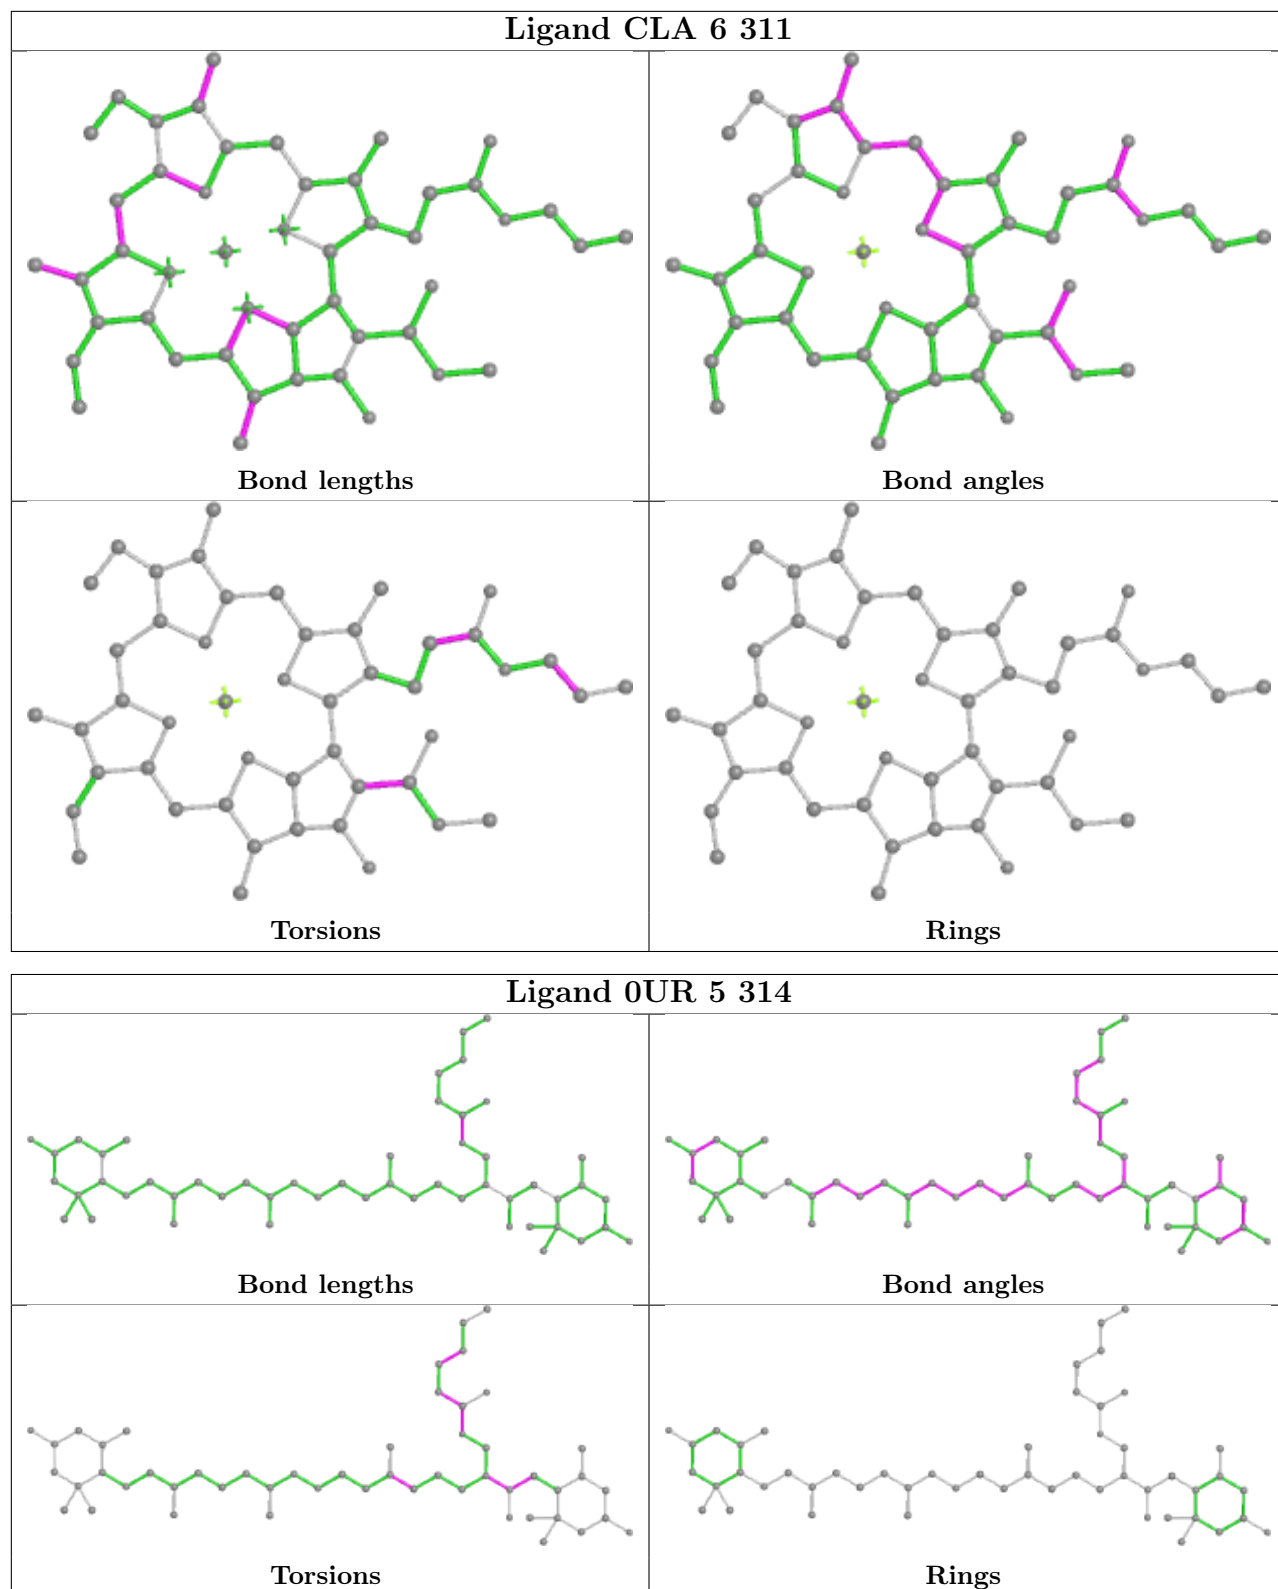 Ligand CLA 6 311
Bond lengths
Bond angles
Torsions
Rings
Ligand 0UR 5 314
Bond lengths
Bond angles
Torsions
Rings